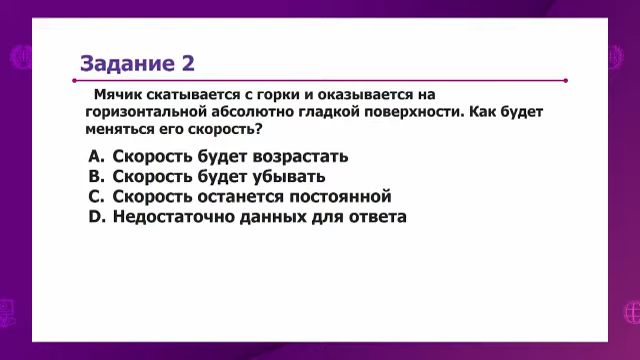 Задание 2
Мячик скатывается с горки и оказывается на
горизонтальной абсолютно гладкой поверхности. Как будет
меняться его скорость?
A. Скорость будет возрастать
B. Скорость будет убывать
C. Скорость останется постоянной
D. Недостаточно данных для ответа